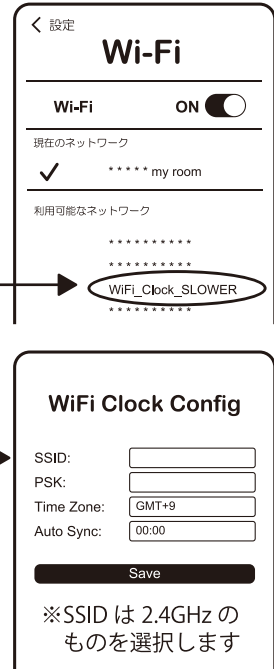 設定
Wi-Fi
Wi-Fi ON
現在のネットワーク
***** my room
利用可能なネットワーク
**********
**********
WiFi_Clock_SLOWER
**********
WiFi Clock Config
SSID:
PSK:
Time Zone: GMT+9
Auto Sync: 00:00
Save
※SSID は 2.4GHz の
ものを選択します